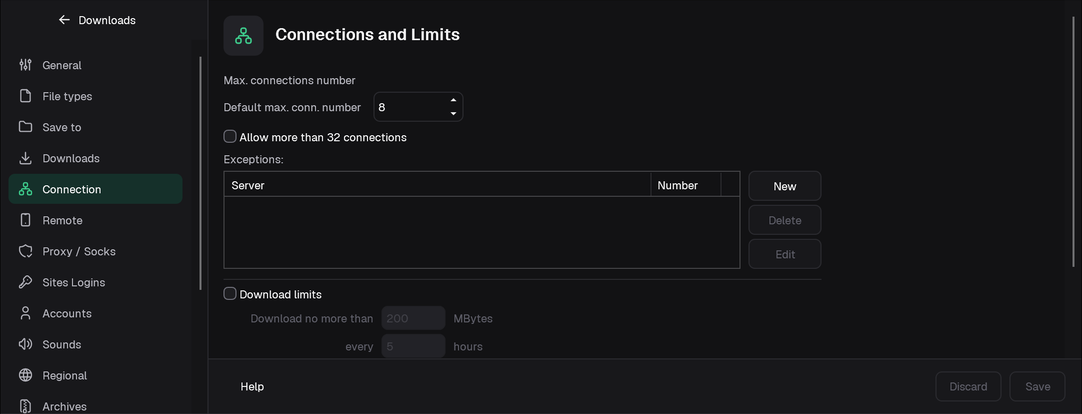 Downloads
General
File types
Save to
Downloads
Connection
Remote
Proxy / Socks
Sites Logins
Accounts
Sounds
Regional
Archives
Connections and Limits
Max. connections number
Default max. conn. number 8
Allow more than 32 connections
Exceptions:
Server Number
New
Delete
Edit
Download limits
Download no more than 200 MBytes
every 5 hours
Help Discard Save